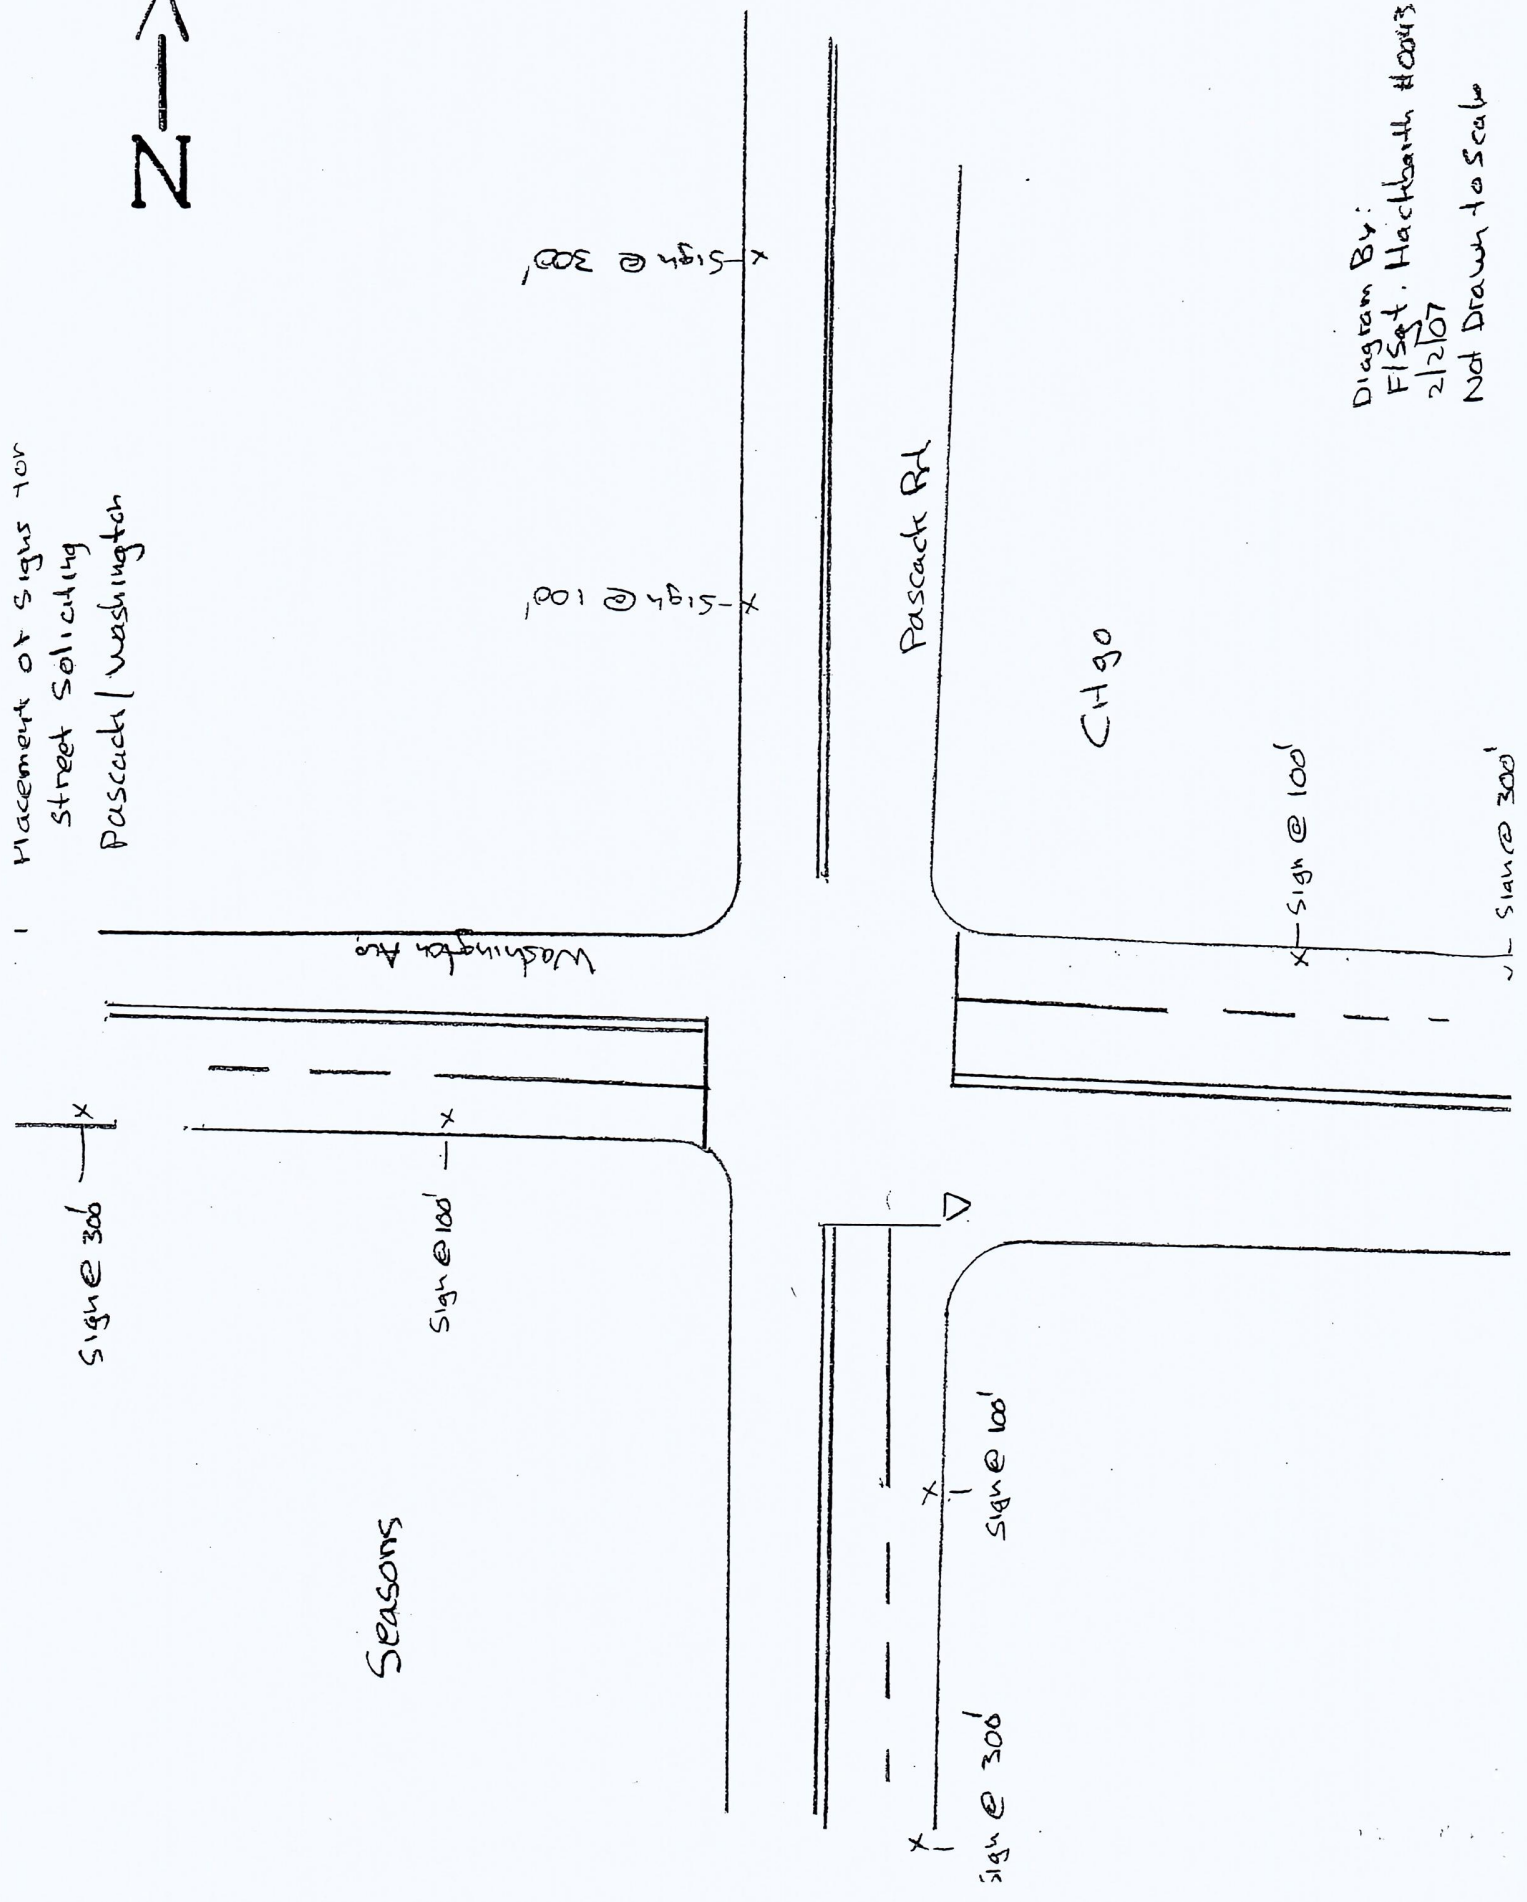 N
Placement of Signs for
Street Soliciting
Pascack/Washington
Sign @ 300'
Sign @ 100'
Washington Ave
Pascack Rd
Citgo
Sign @ 300'
Sign @ 100'
Seasons
Sign @ 100'
Sign @ 300'
Sign @ 100'
Sign @ 300'
Diagram By:
F/Sgt. Hackbarth #0043
2/2/07
Not Drawn to Scale